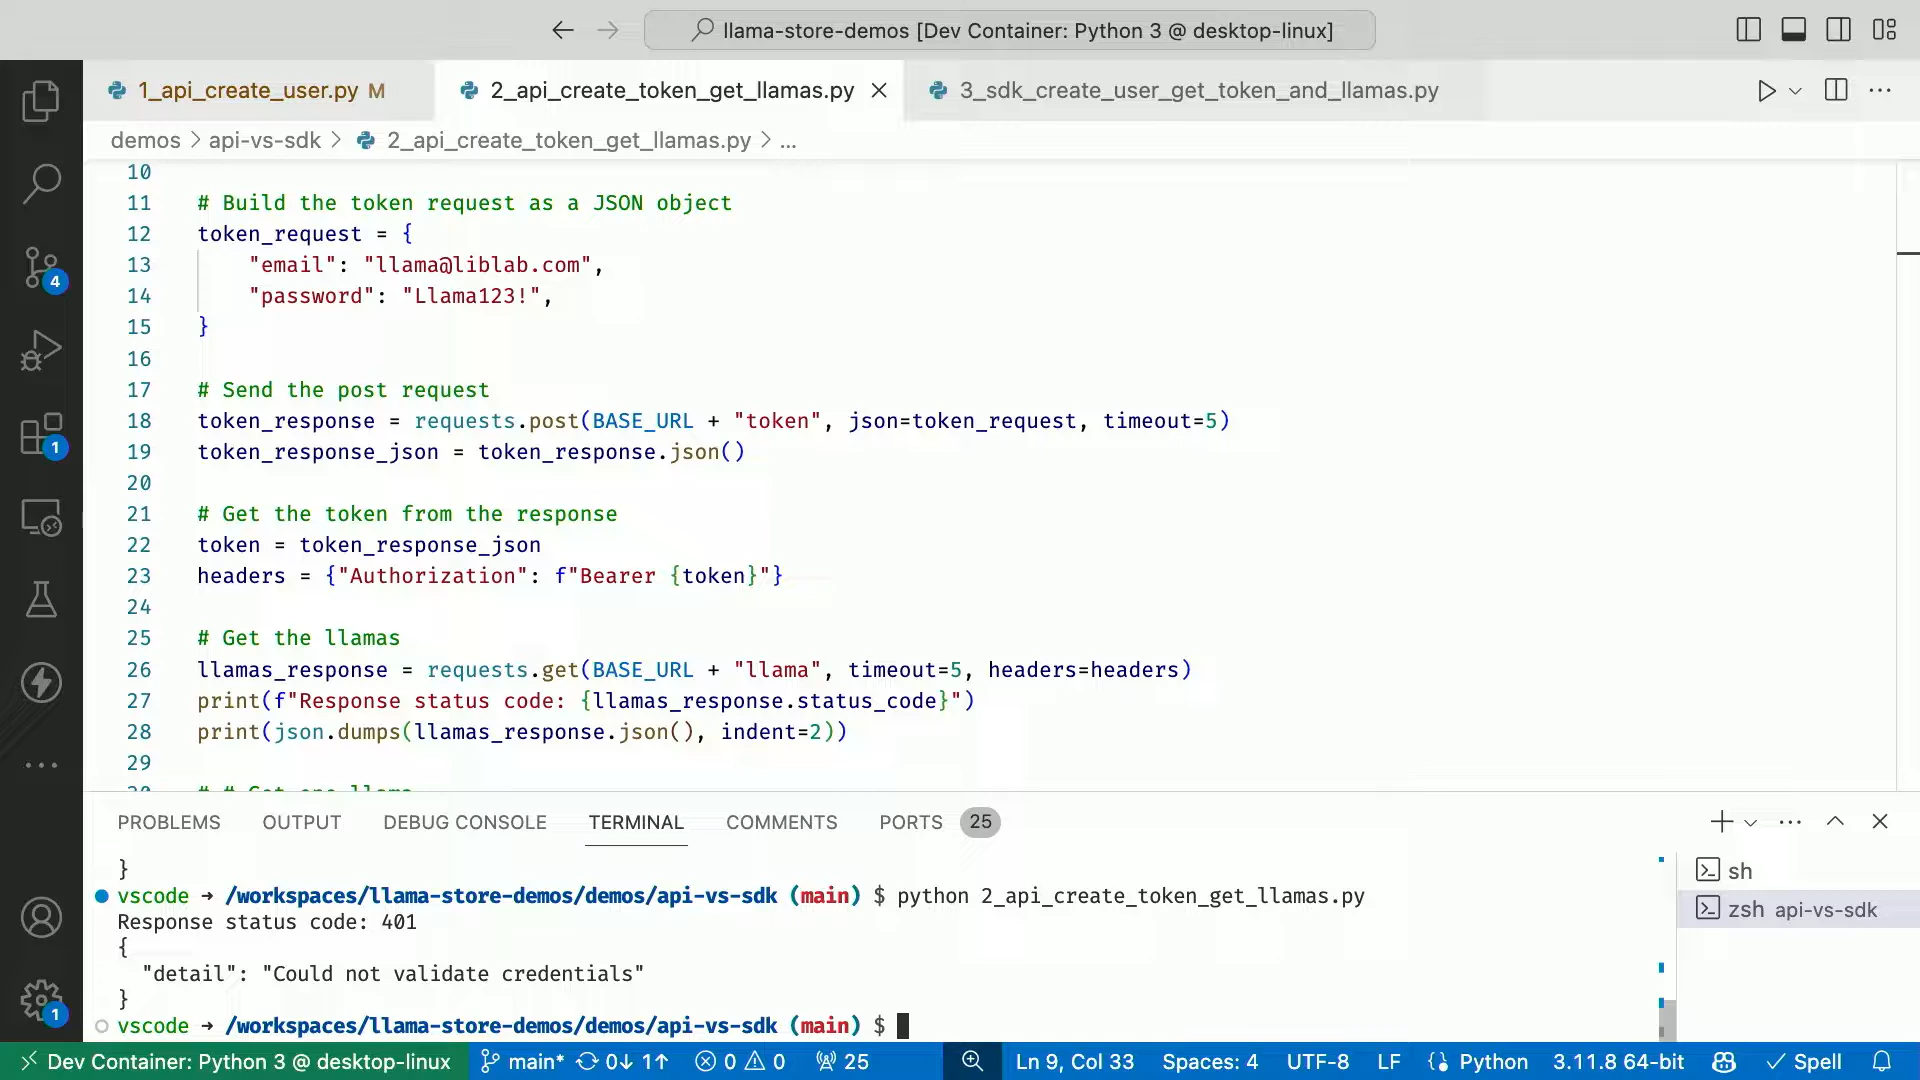 llama-store-demos [Dev Container: Python 3 @ desktop-linux]
1_api_create_user.py M
2_api_create_token_get_llamas.py
3_sdk_create_user_get_token_and_llamas.py
demos > api-vs-sdk > 2_api_create_token_get_llamas.py > ...
10
11 # Build the token request as a JSON object
12 token_request = {
13 "email": "llama@liblab.com",
14 "password": "Llama123!",
15 }
16
17 # Send the post request
18 token_response = requests.post(BASE_URL + "token", json=token_request, timeout=5)
19 token_response_json = token_response.json()
20
21 # Get the token from the response
22 token = token_response_json
23 headers = {"Authorization": f"Bearer {token}"}
24
25 # Get the llamas
26 llamas_response = requests.get(BASE_URL + "llama", timeout=5, headers=headers)
27 print(f"Response status code: {llamas_response.status_code}")
28 print(json.dumps(llamas_response.json(), indent=2))
29
30 # # Get one llama
4
1
1
PROBLEMS OUTPUT DEBUG CONSOLE TERMINAL COMMENTS PORTS 25
}
vscode → /workspaces/llama-store-demos/demos/api-vs-sdk (main) $ python 2_api_create_token_get_llamas.py
Response status code: 401
{
"detail": "Could not validate credentials"
}
vscode → /workspaces/llama-store-demos/demos/api-vs-sdk (main) $
sh
zsh api-vs-sdk
Dev Container: Python 3 @ desktop-linux main* 0↓ 1↑ 0 0 25 Ln 9, Col 33 Spaces: 4 UTF-8 LF Python 3.11.8 64-bit Spell